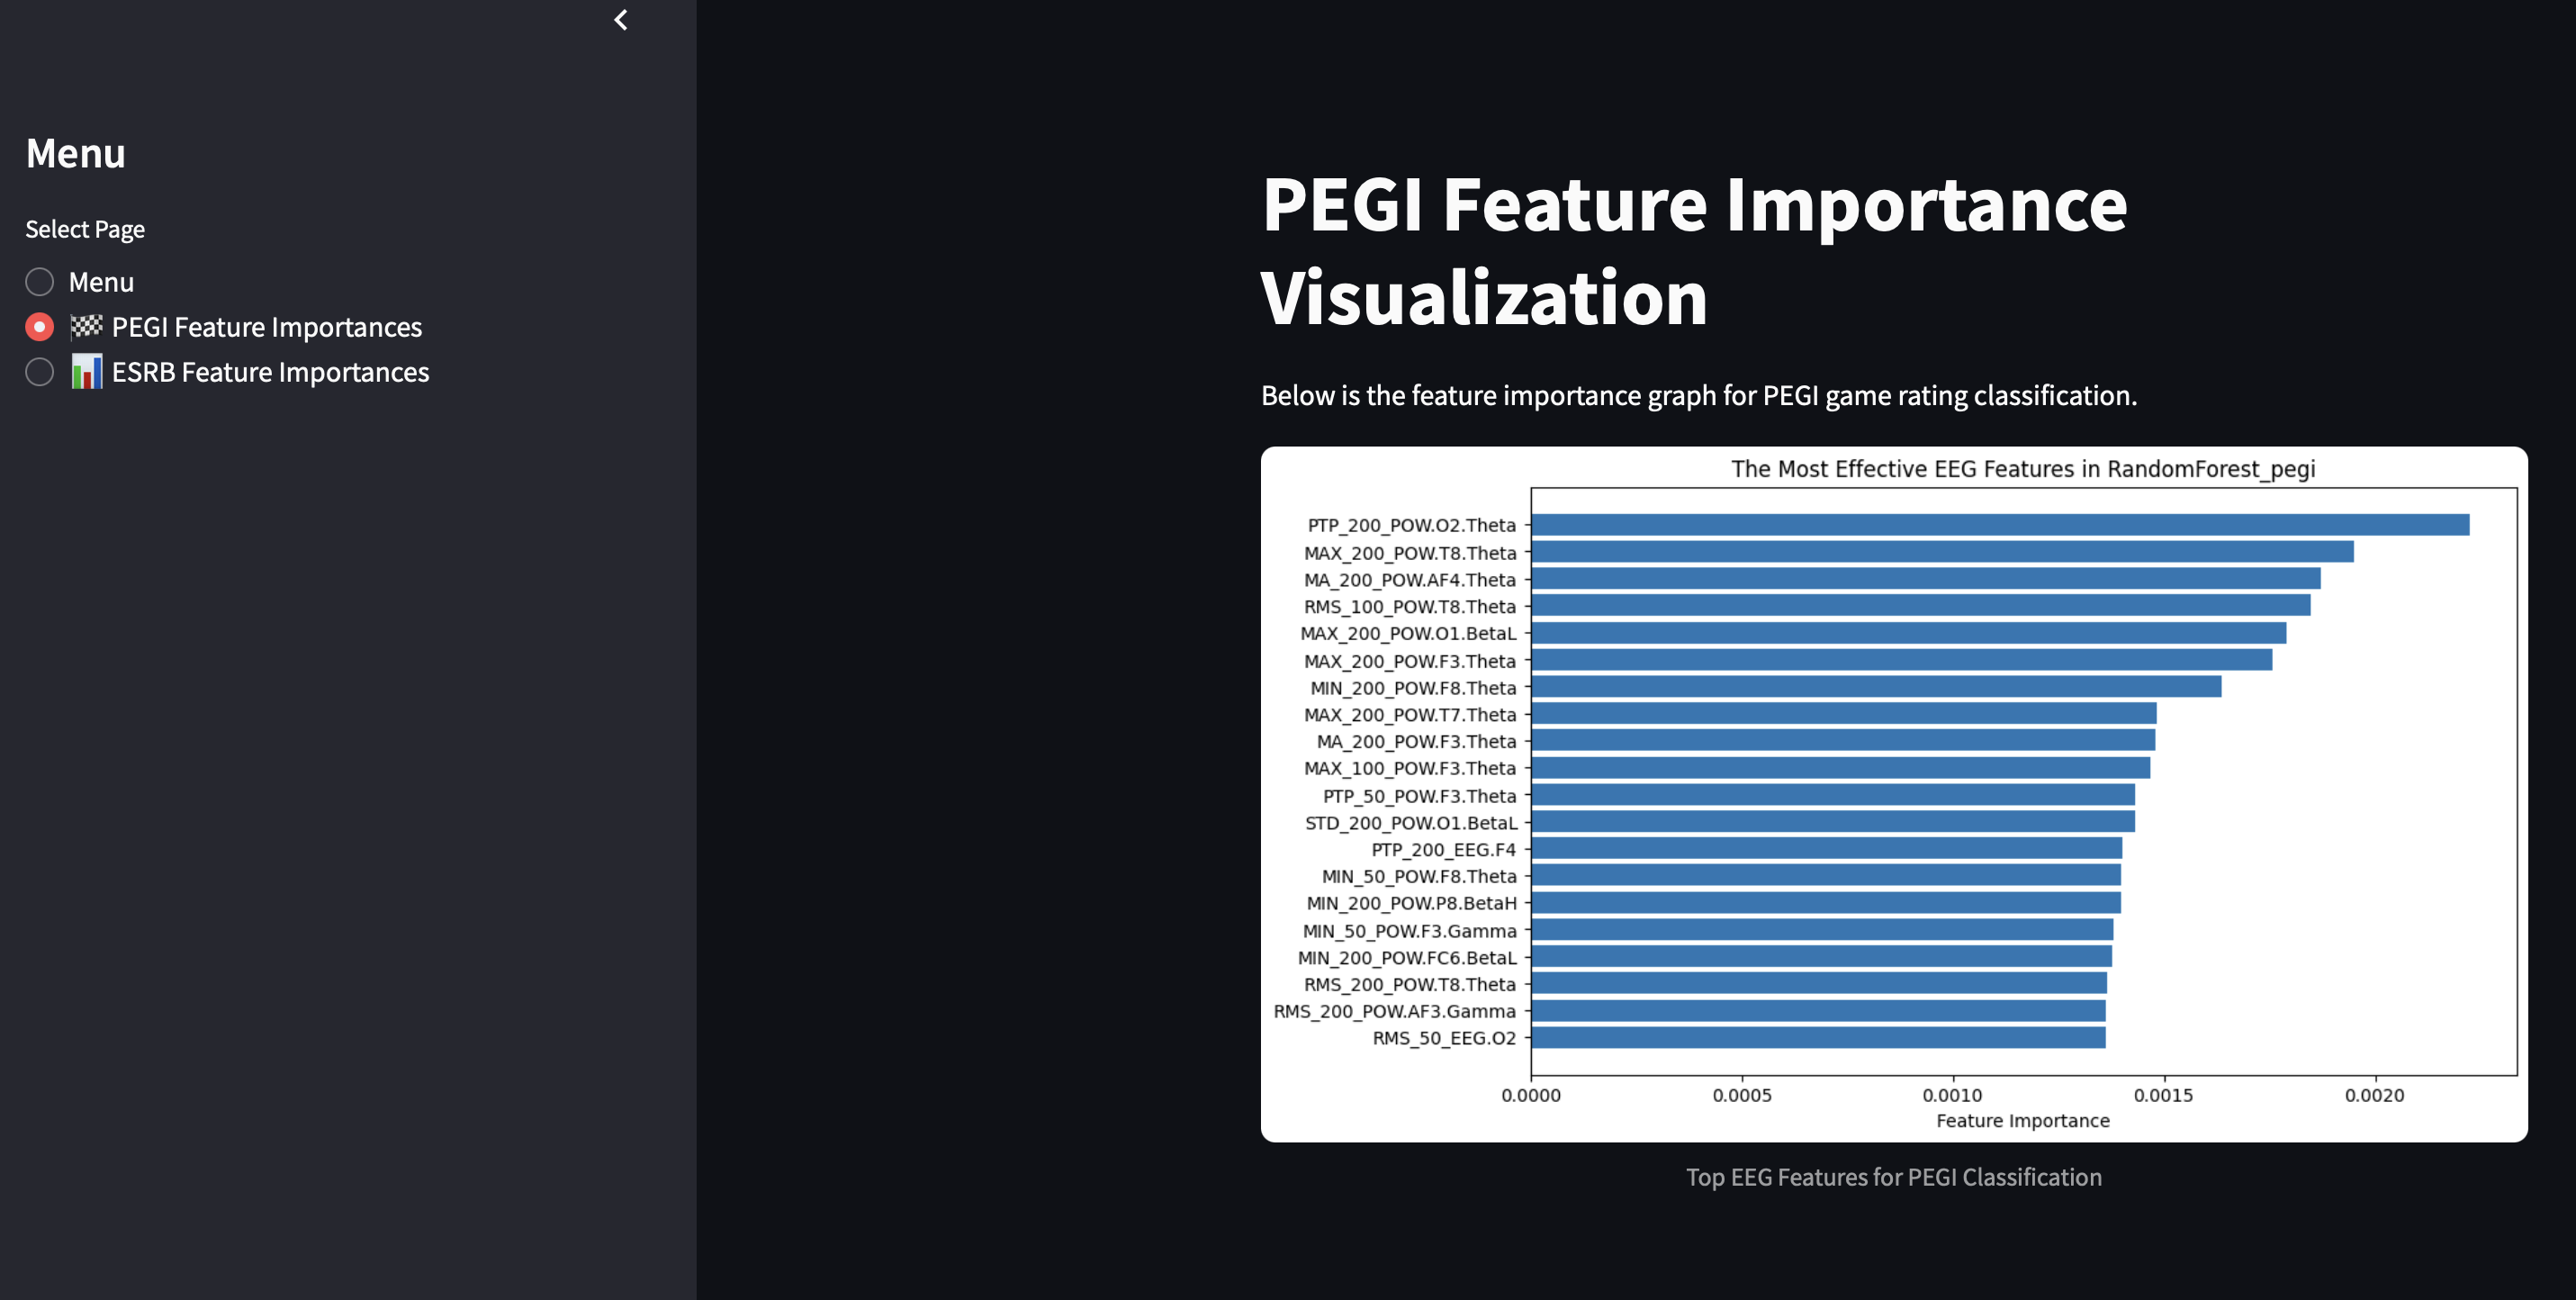 Menu
Select Page
Menu
🏁 PEGI Feature Importances
📊 ESRB Feature Importances
PEGI Feature Importance
Visualization
Below is the feature importance graph for PEGI game rating classification.
The Most Effective EEG Features in RandomForest_pegi
PTP_200_POW.O2.Theta
MAX_200_POW.T8.Theta
MA_200_POW.AF4.Theta
RMS_100_POW.T8.Theta
MAX_200_POW.O1.BetaL
MAX_200_POW.F3.Theta
MIN_200_POW.F8.Theta
MAX_200_POW.T7.Theta
MA_200_POW.F3.Theta
MAX_100_POW.F3.Theta
PTP_50_POW.F3.Theta
STD_200_POW.O1.BetaL
PTP_200_EEG.F4
MIN_50_POW.F8.Theta
MIN_200_POW.P8.BetaH
MIN_50_POW.F3.Gamma
MIN_200_POW.FC6.BetaL
RMS_200_POW.T8.Theta
RMS_200_POW.AF3.Gamma
RMS_50_EEG.O2
0.0000 0.0005 0.0010 0.0015 0.0020
Feature Importance
Top EEG Features for PEGI Classification